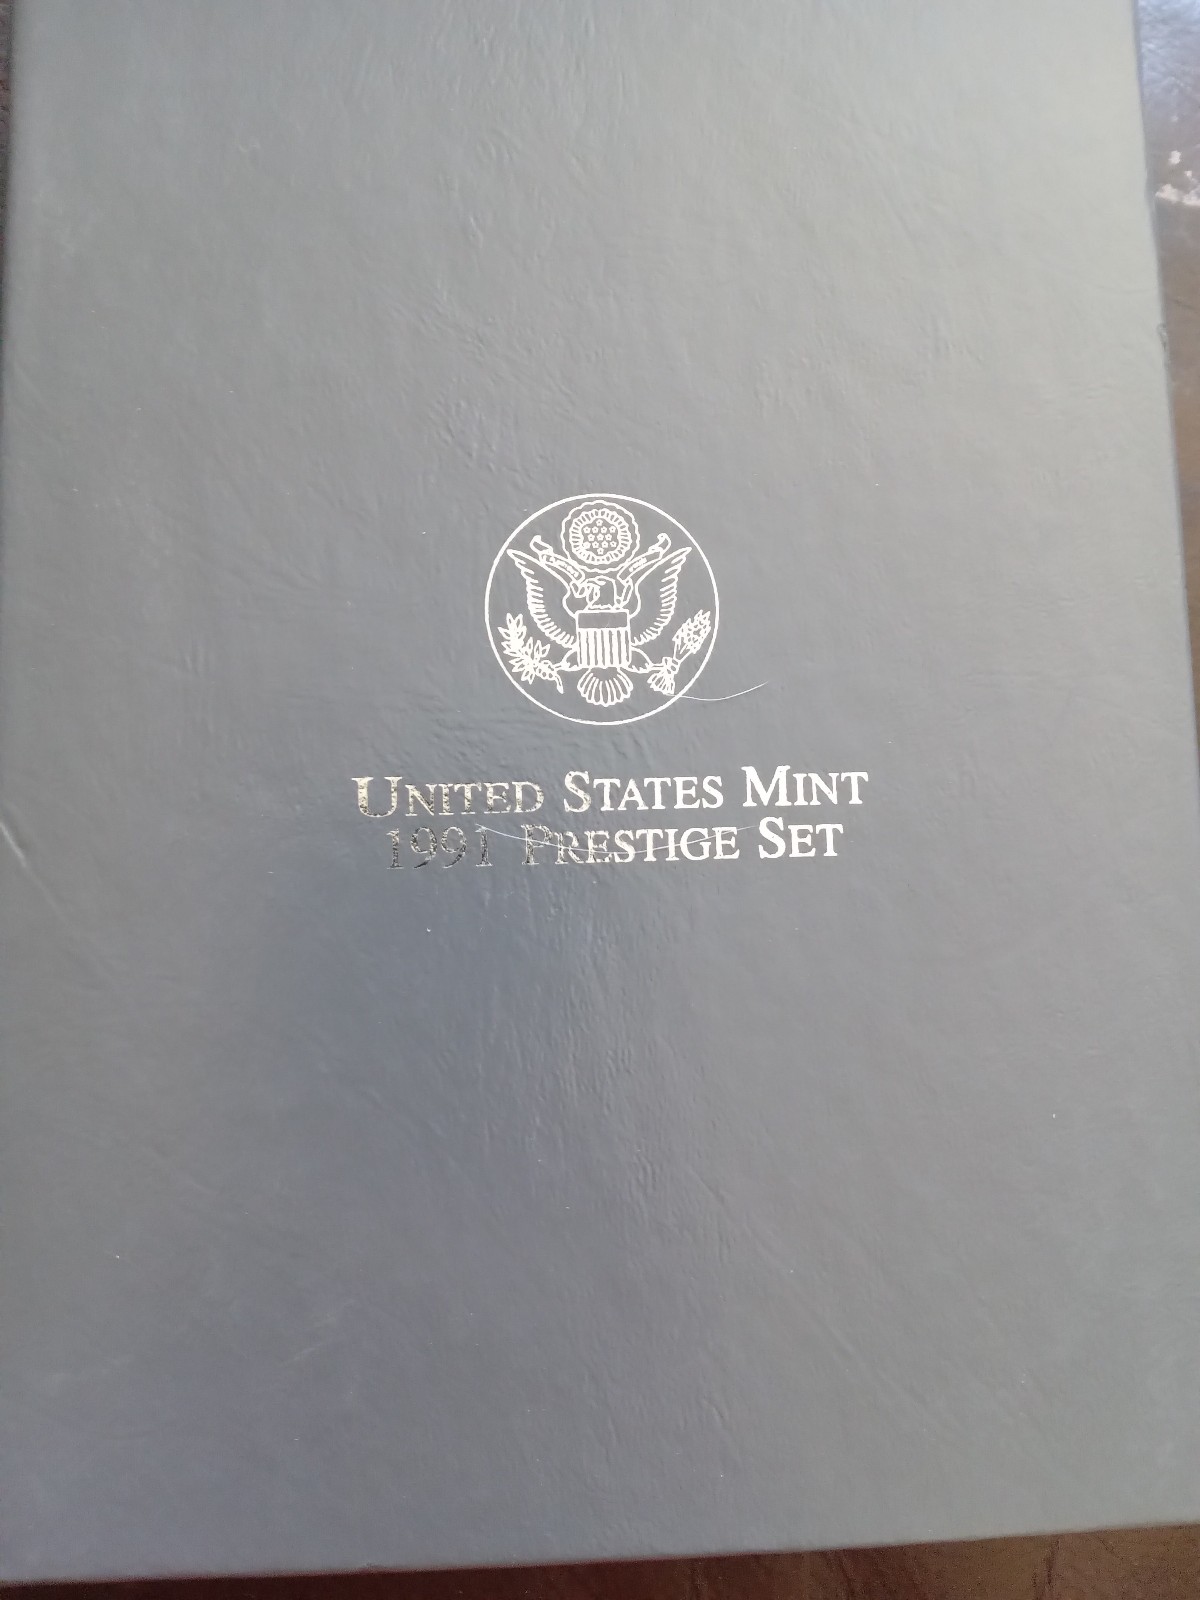 UNITED STATES MINT
1991 PRESTIGE SET